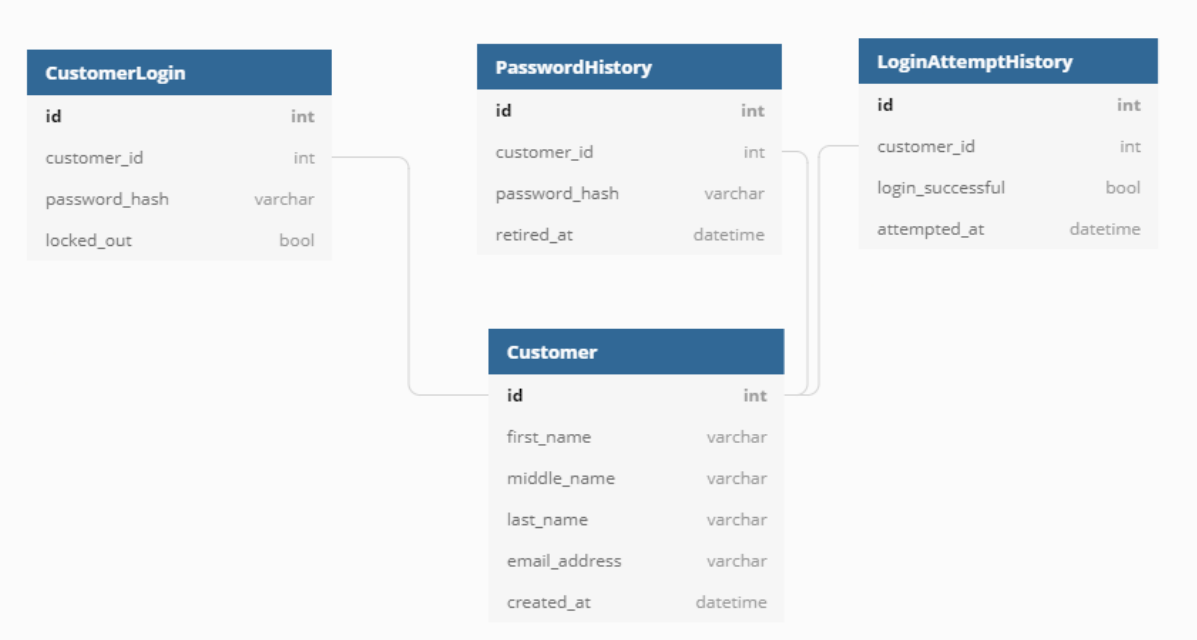 CustomerLogin
id int
customer_id int
password_hash varchar
locked_out bool
PasswordHistory
id int
customer_id int
password_hash varchar
retired_at datetime
LoginAttemptHistory
id int
customer_id int
login_successful bool
attempted_at datetime
Customer
id int
first_name varchar
middle_name varchar
last_name varchar
email_address varchar
created_at datetime